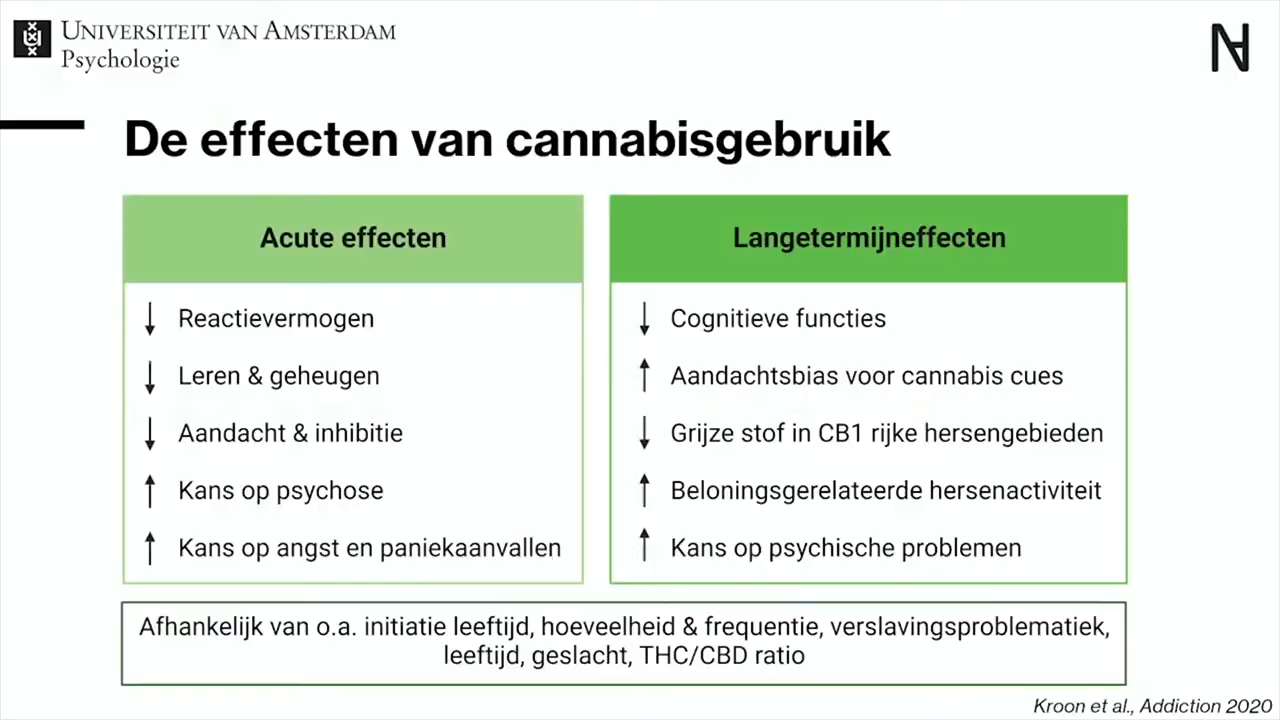 UNIVERSITEIT VAN AMSTERDAM
Psychologie
De effecten van cannabisgebruik
Acute effecten
↓ Reactievermogen
↓ Leren & geheugen
↓ Aandacht & inhibitie
↑ Kans op psychose
↑ Kans op angst en paniekaanvallen
Langetermijneffecten
↓ Cognitieve functies
↑ Aandachtsbias voor cannabis cues
↓ Grijze stof in CB1 rijke hersengebieden
↑ Beloningsgerelateerde hersenactiviteit
↑ Kans op psychische problemen
Afhankelijk van o.a. initiatie leeftijd, hoeveelheid & frequentie, verslavingsproblematiek,
leeftijd, geslacht, THC/CBD ratio
Kroon et al., Addiction 2020